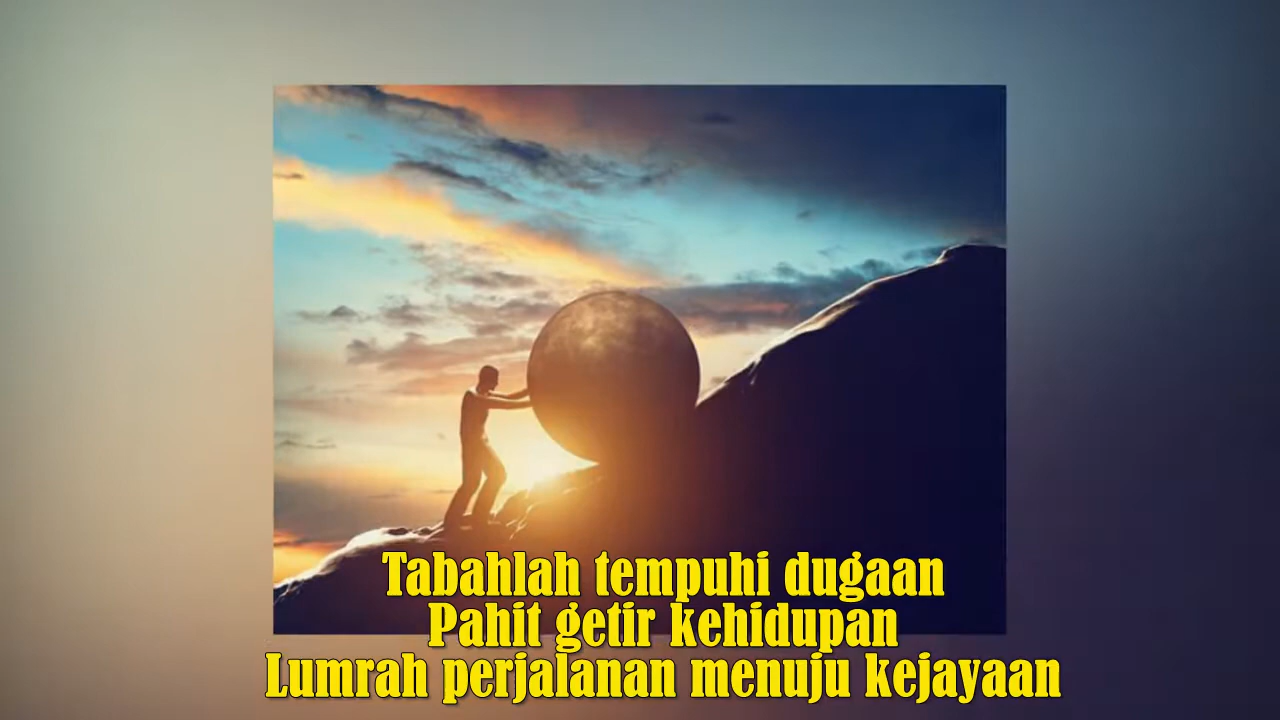 Tabahlah tempuhi dugaan
Pahit getir kehidupan
Lumrah perjalanan menuju kejayaan